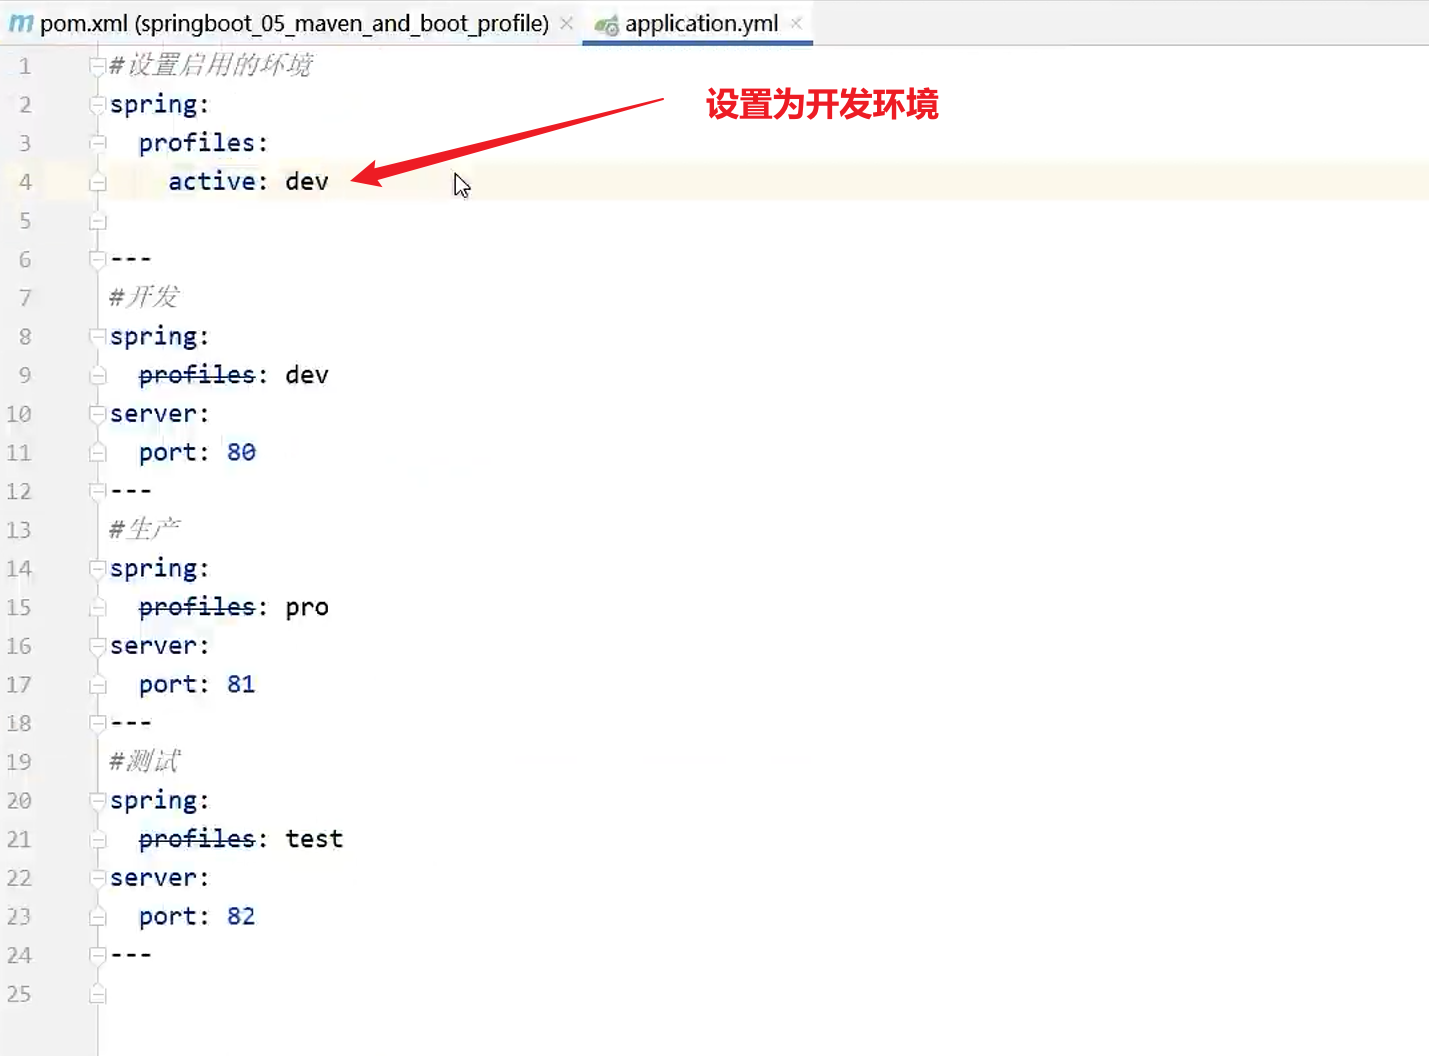 pom.xml (springboot_05_maven_and_boot_profile) × application.yml ×
1 #设置启用的环境
设置为开发环境
2 spring:
3   profiles:
4     active: dev
5
6 ---
7 #开发
8 spring:
9   profiles: dev
10 server:
11   port: 80
12 ---
13 #生产
14 spring:
15   profiles: pro
16 server:
17   port: 81
18 ---
19 #测试
20 spring:
21   profiles: test
22 server:
23   port: 82
24 ---
25